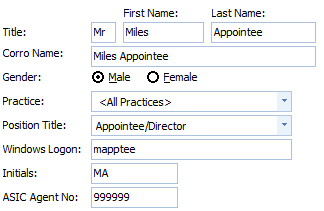 First Name: Last Name:
Title: Mr Miles Appointee
Corro Name: Miles Appointee
Gender: Male Female
Practice: <All Practices>
Position Title: Appointee/Director
Windows Logon: mapptee
Initials: MA
ASIC Agent No: 999999